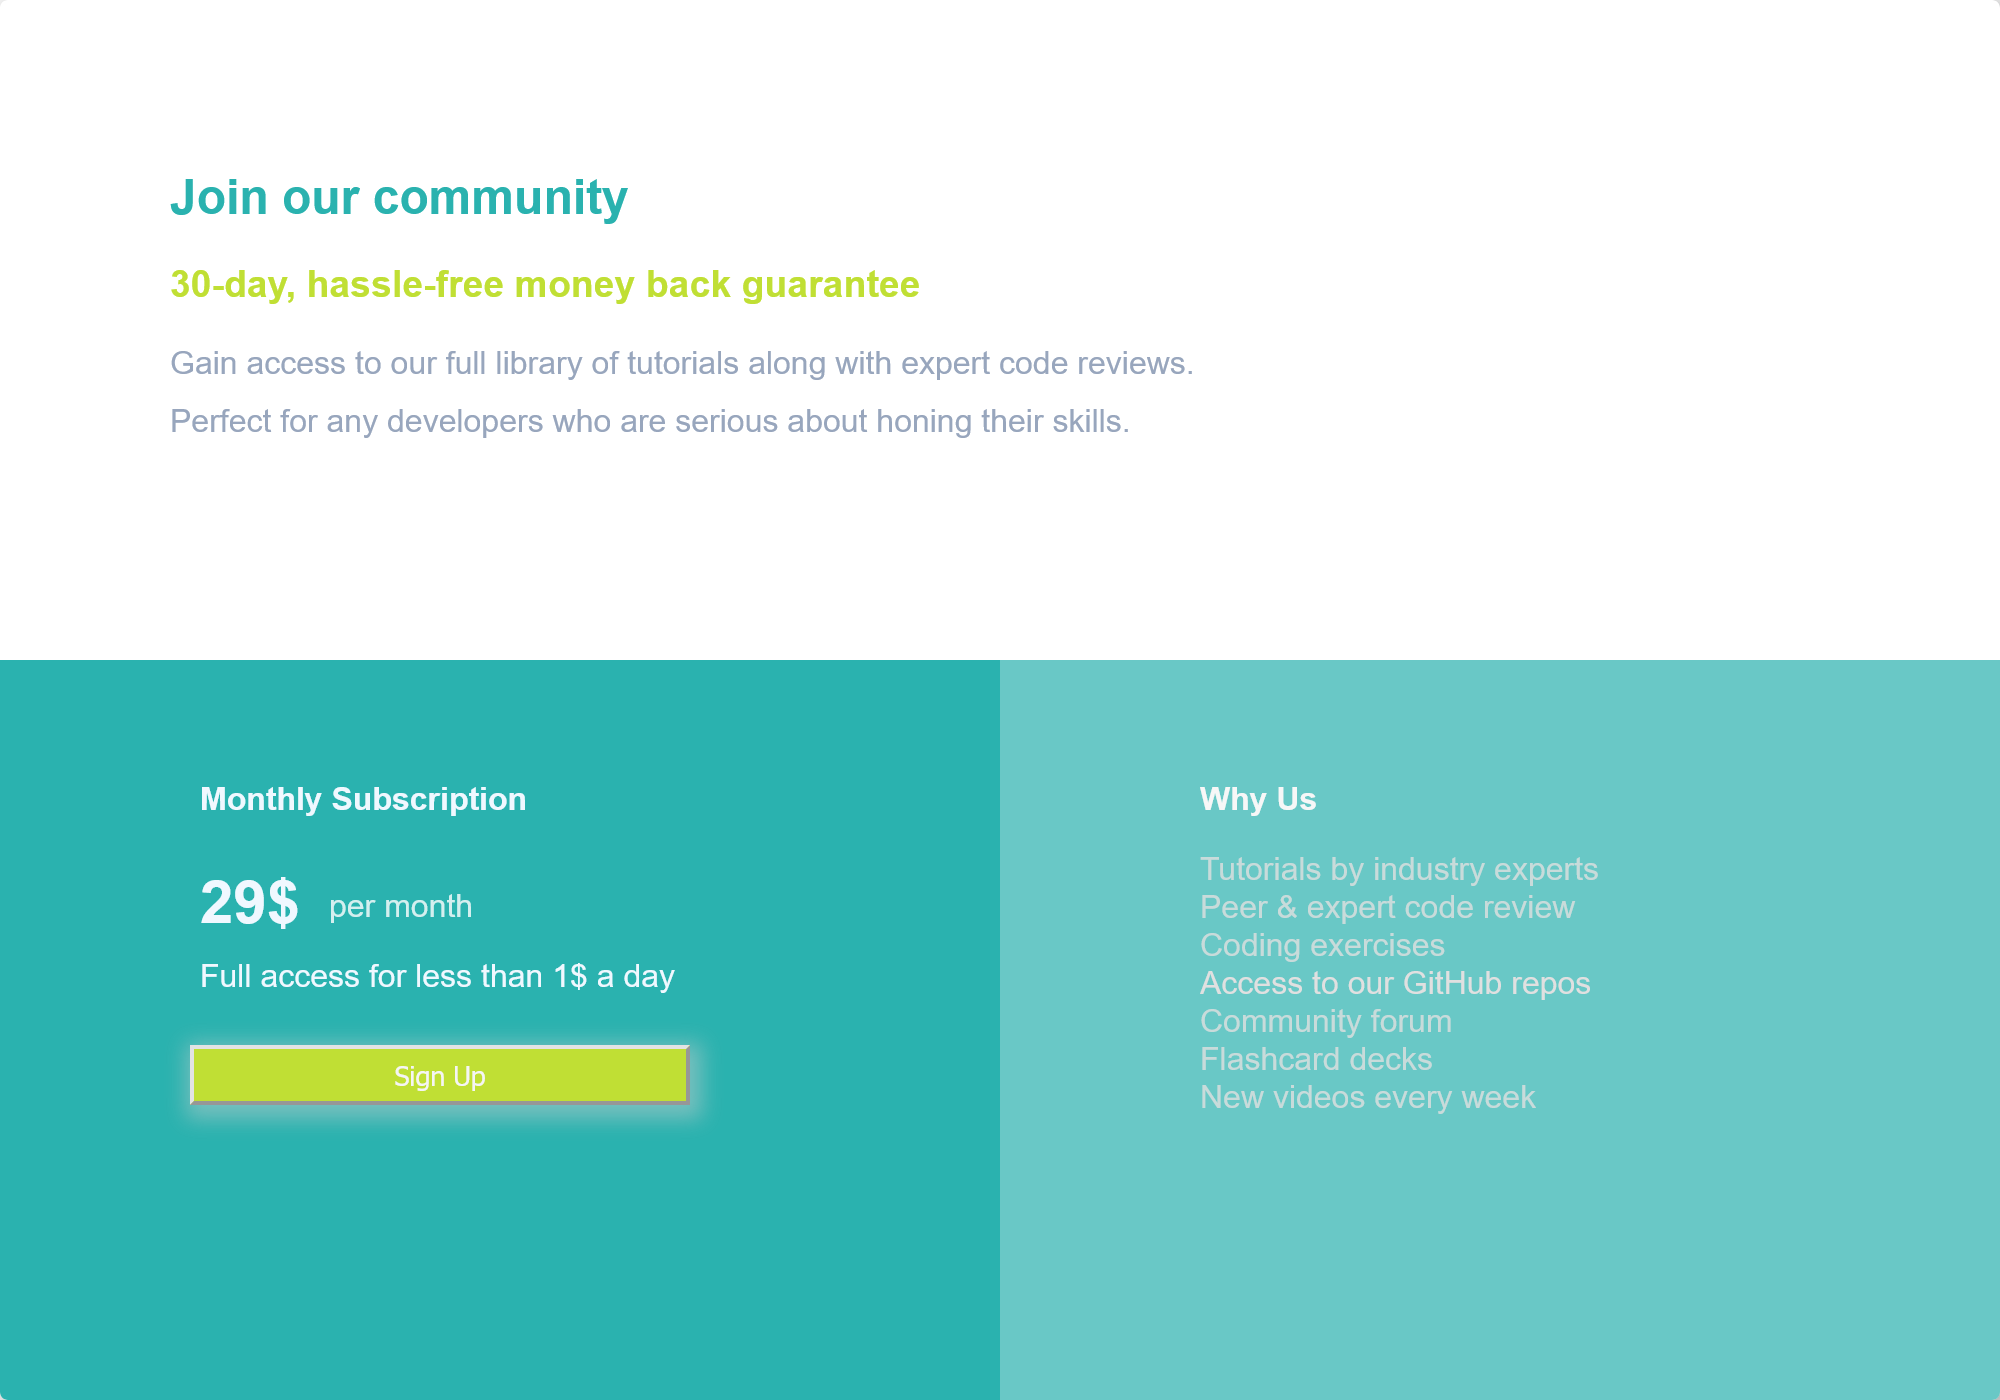 Join our community
30-day, hassle-free money back guarantee
Gain access to our full library of tutorials along with expert code reviews.
Perfect for any developers who are serious about honing their skills.
Monthly Subscription
29$ per month
Full access for less than 1$ a day
Sign Up
Why Us
Tutorials by industry experts
Peer & expert code review
Coding exercises
Access to our GitHub repos
Community forum
Flashcard decks
New videos every week